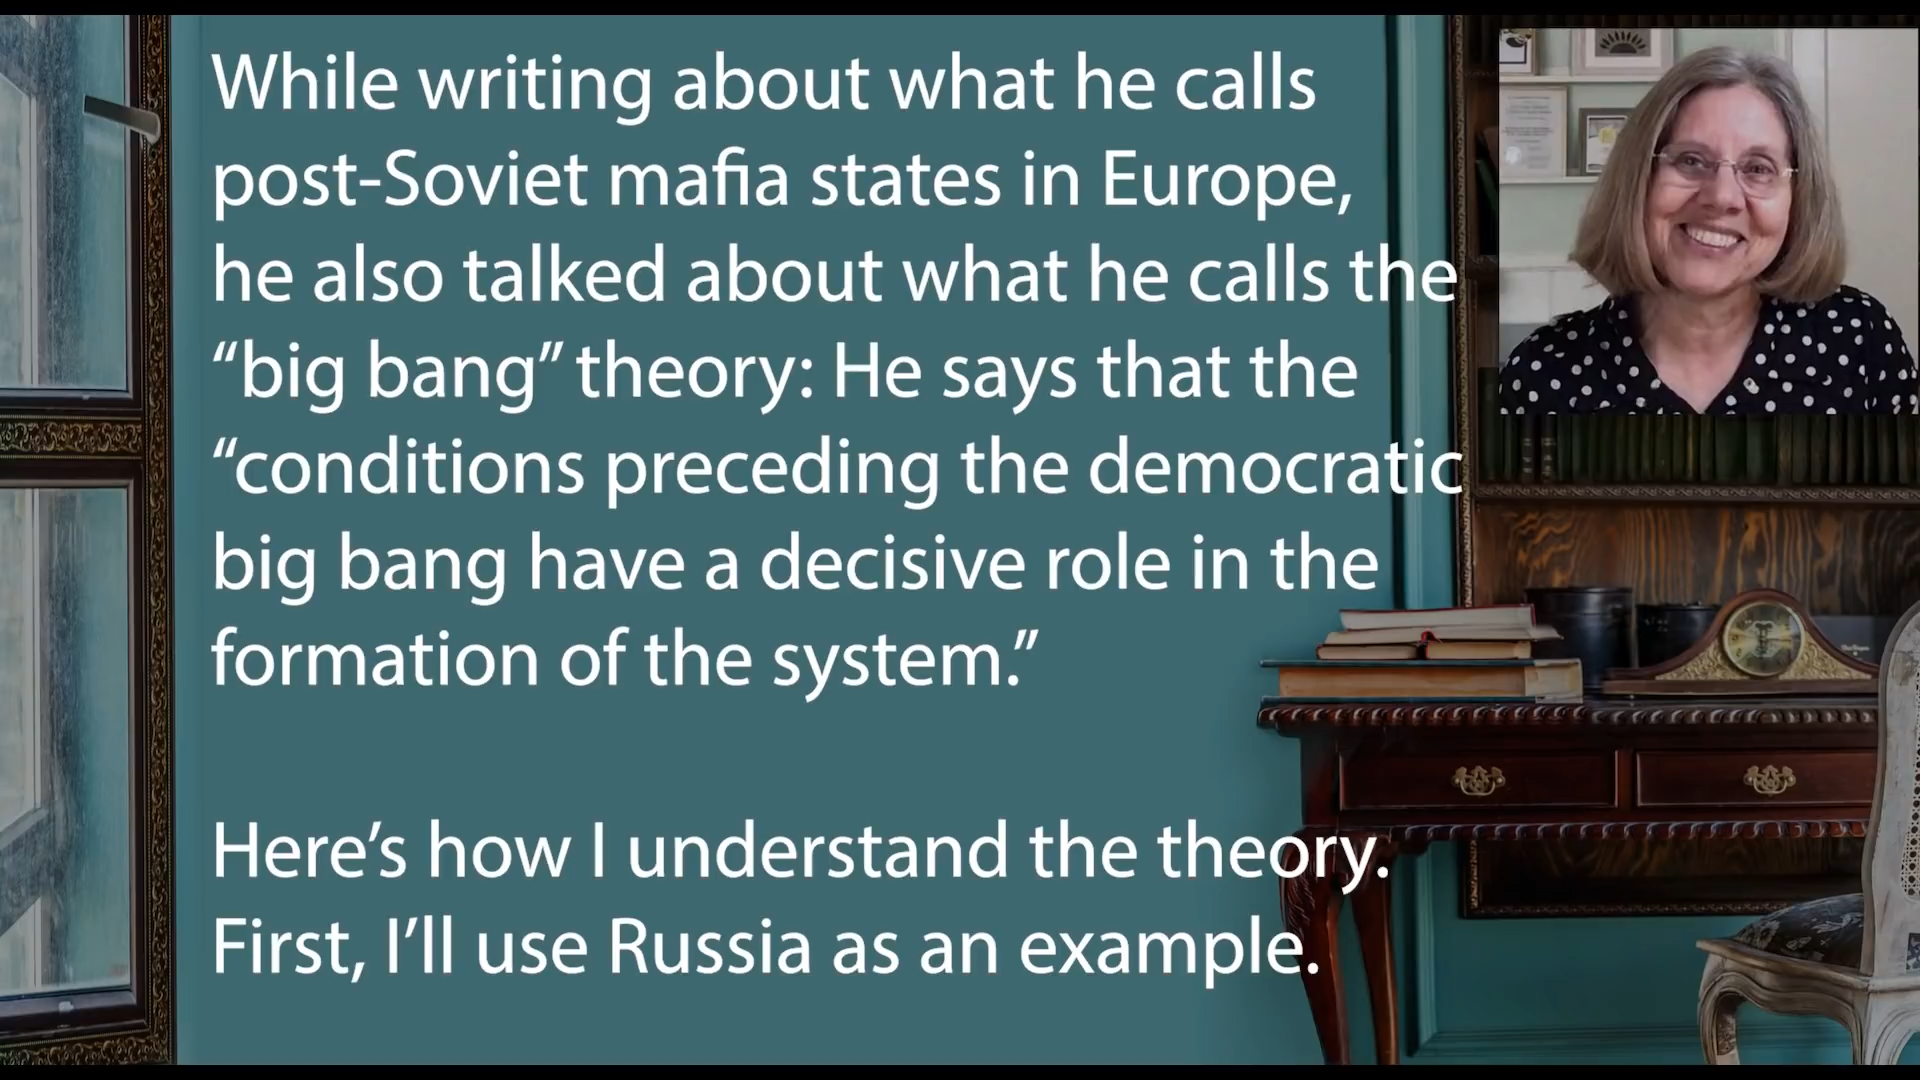 While writing about what he calls
post-Soviet mafia states in Europe,
he also talked about what he calls the
“big bang” theory: He says that the
“conditions preceding the democratic
big bang have a decisive role in the
formation of the system.”
Here’s how I understand the theory.
First, I’ll use Russia as an example.